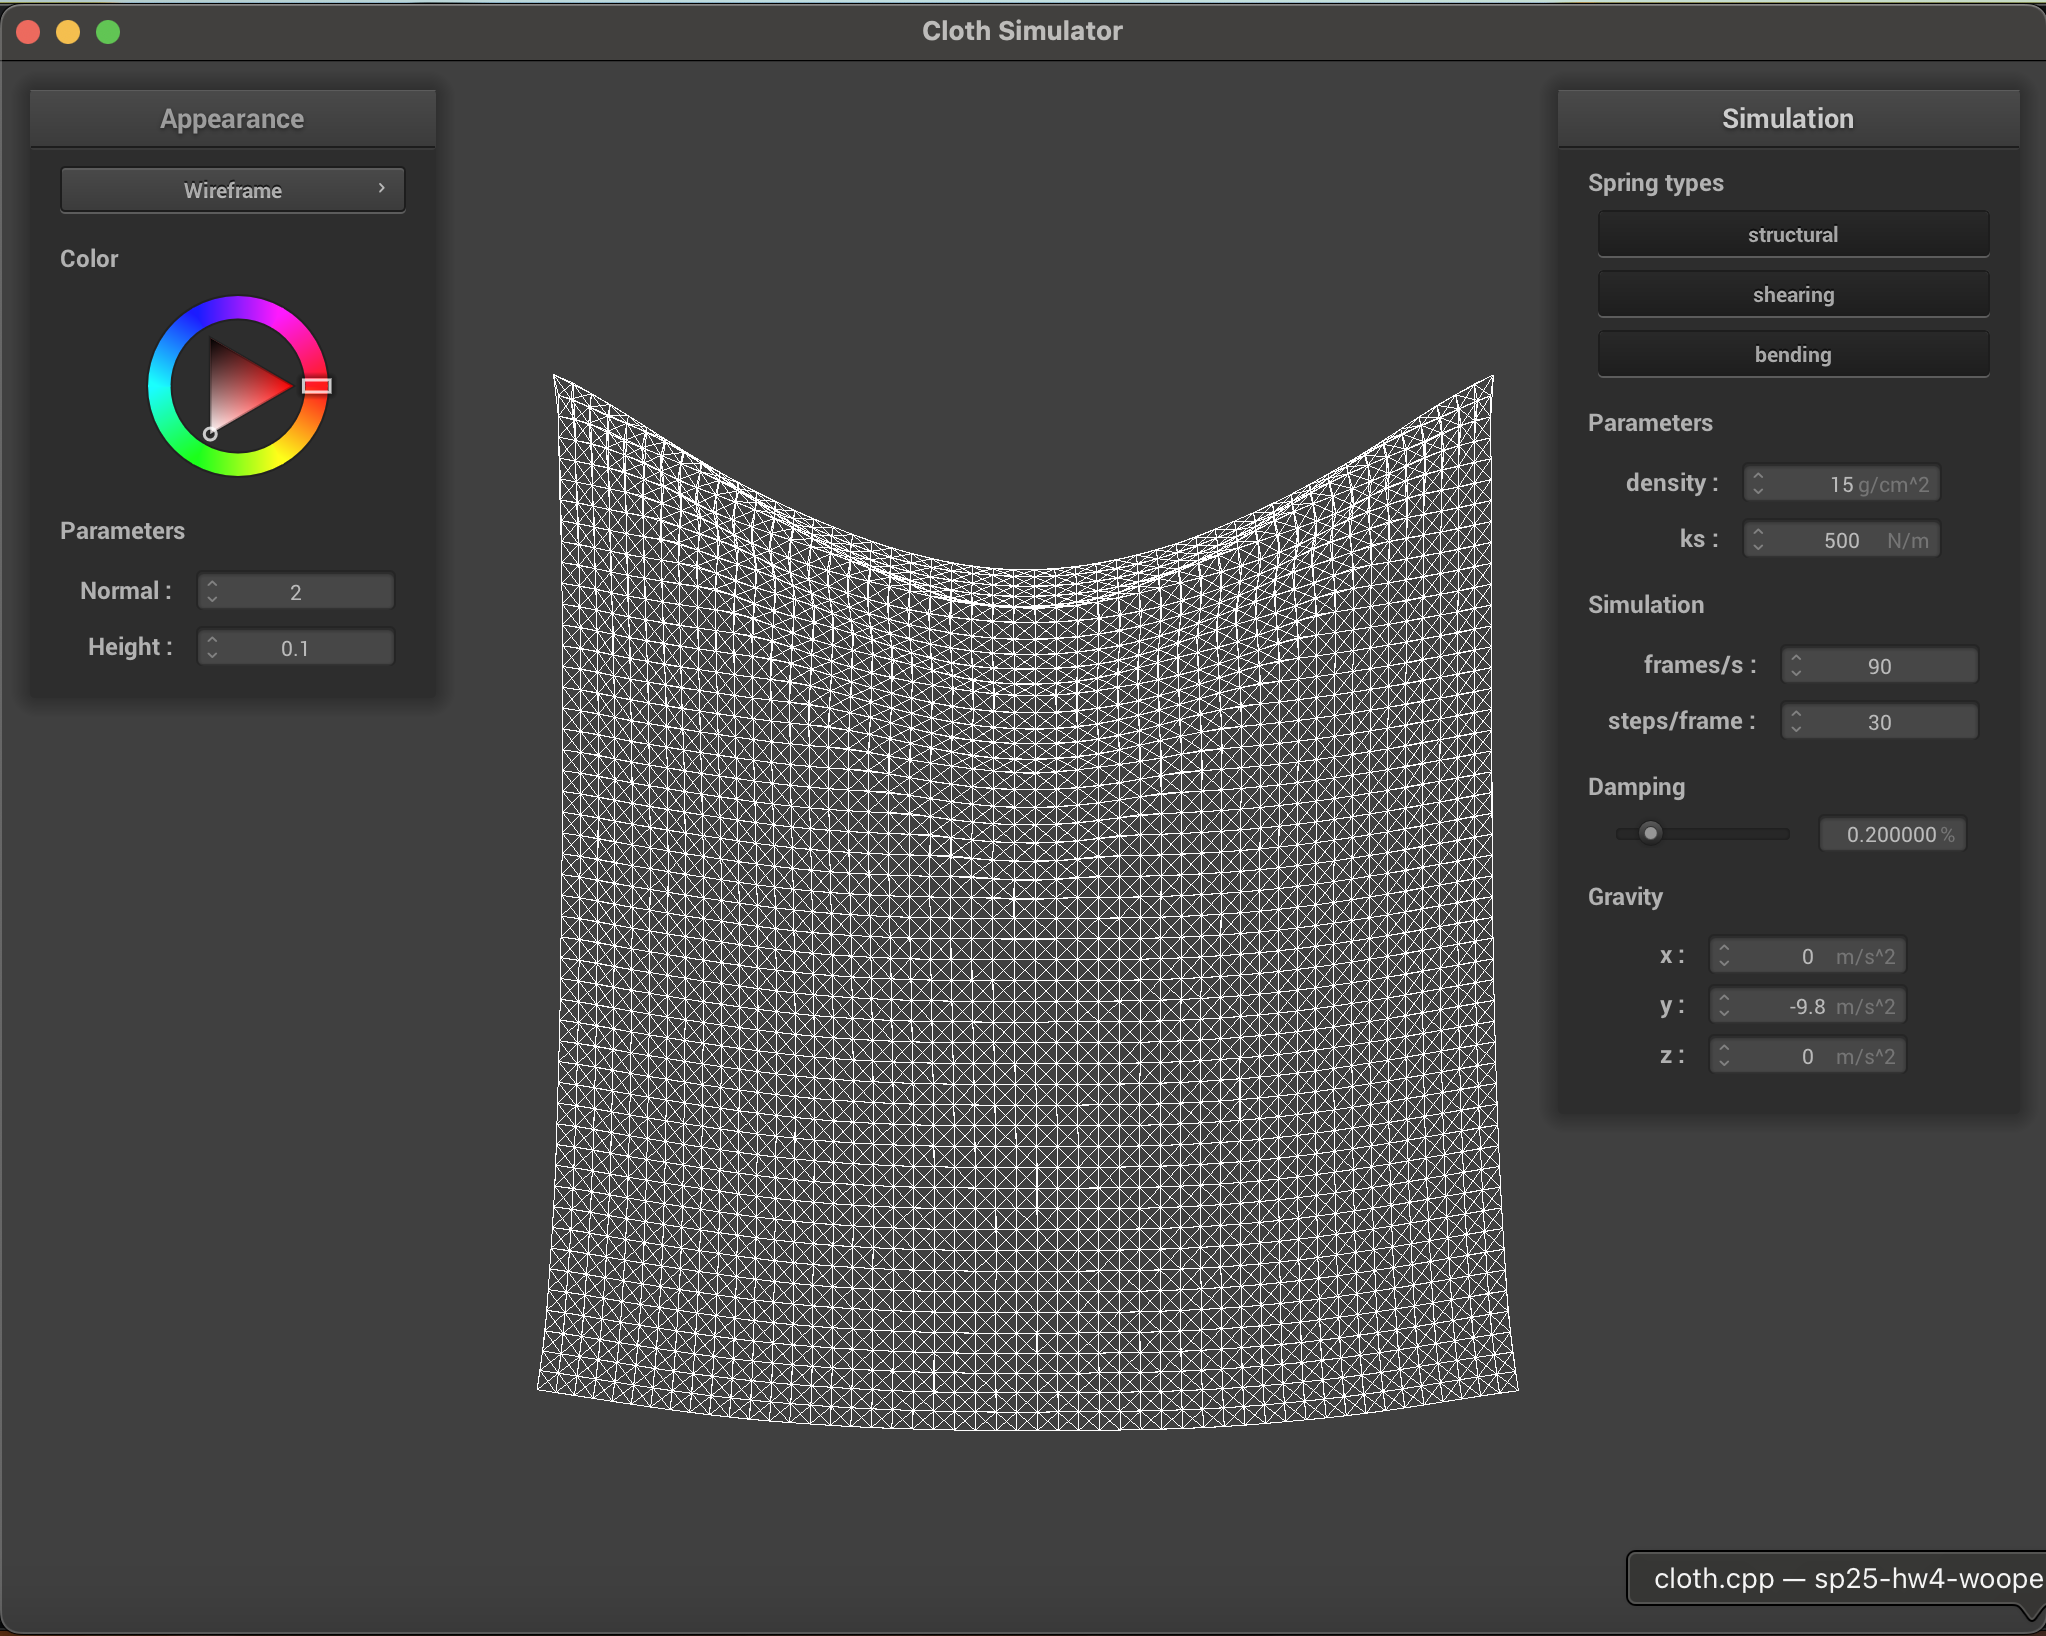 Cloth Simulator
Appearance
Wireframe
Color
Parameters
Normal : 2
Height : 0.1
Simulation
Spring types
structural
shearing
bending
Parameters
density : 15 g/cm^2
ks : 500 N/m
Simulation
frames/s : 90
steps/frame : 30
Damping
0.200000 %
Gravity
x : 0 m/s^2
y : -9.8 m/s^2
z : 0 m/s^2
cloth.cpp — sp25-hw4-woope